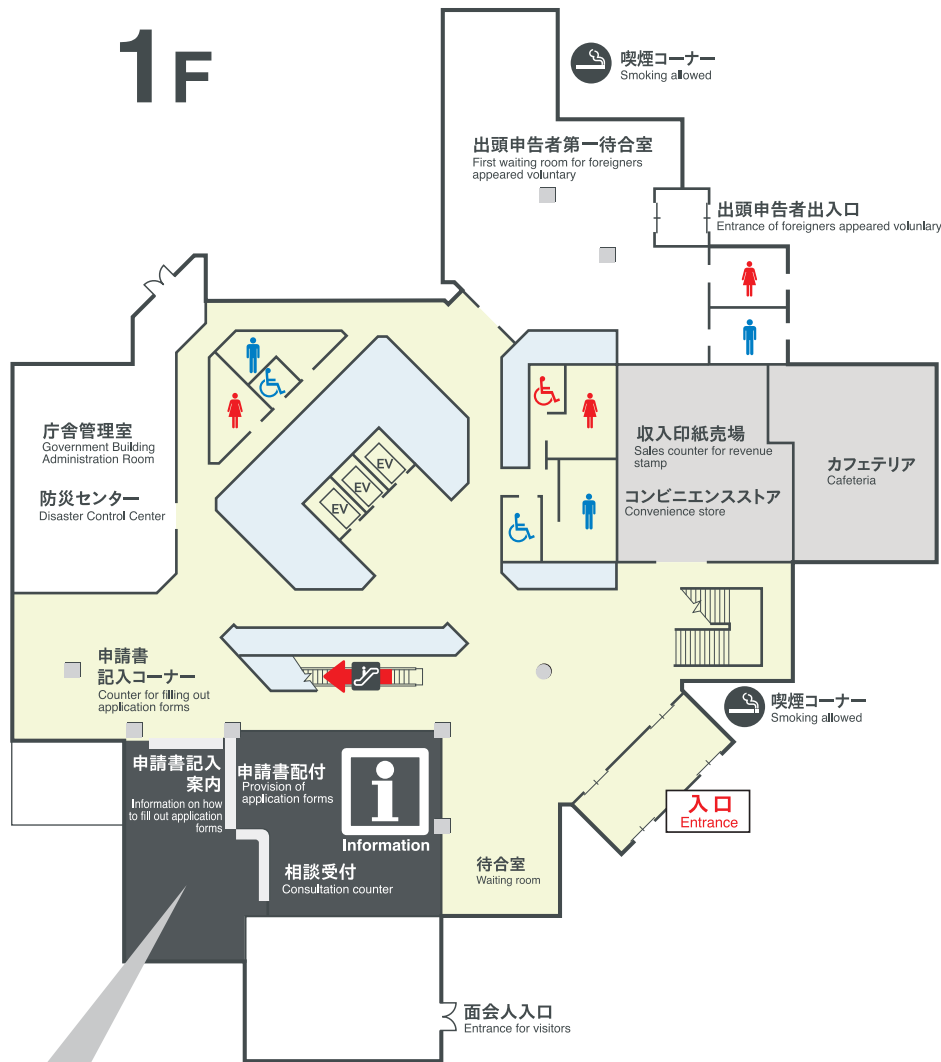 1F
喫煙コーナー
Smoking allowed
出頭申告者第一待合室
First waiting room for foreigners
appeared voluntary
出頭申告者出入口
Entrance of foreigners appeared volunlary
庁舎管理室
Government Building
Administration Room
防災センター
Disaster Control Center
EV
EV
EV
収入印紙売場
Sales counter for revenue
stamp
コンビニエンスストア
Convenience store
カフェテリア
Cafeteria
申請書
記入コーナー
Counter for filling out
application forms
喫煙コーナー
Smoking allowed
申請書記入
案内
Information on how
to fill out application
forms
申請書配付
Provision of
application forms
i
Information
相談受付
Consultation counter
入口
Entrance
待合室
Waiting room
面会人入口
Entrance for visitors